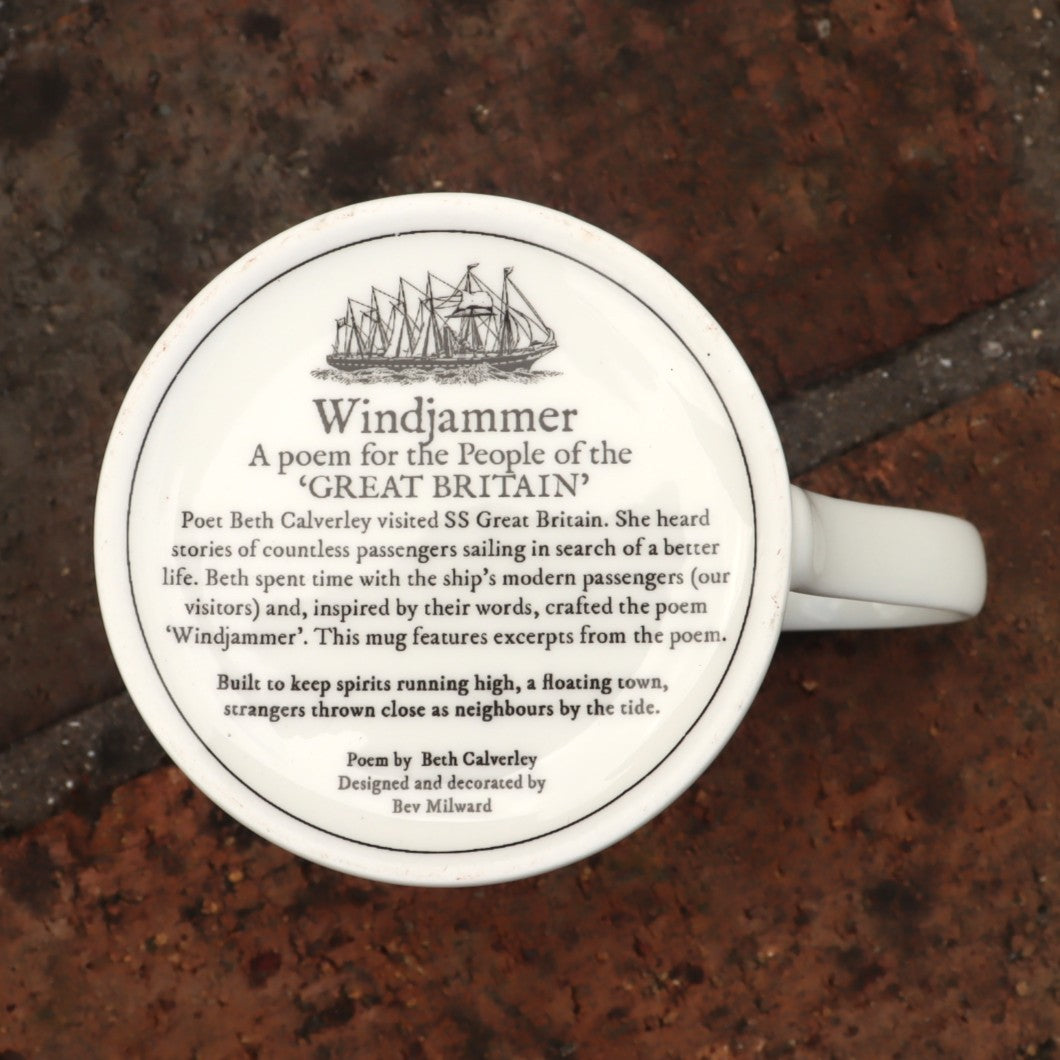 Windjammer
A poem for the People of the
‘GREAT BRITAIN’
Poet Beth Calverley visited SS Great Britain. She heard
stories of countless passengers sailing in search of a better
life. Beth spent time with the ship’s modern passengers (our
visitors) and, inspired by their words, crafted the poem
‘Windjammer’. This mug features excerpts from the poem.
Built to keep spirits running high, a floating town,
strangers thrown close as neighbours by the tide.
Poem by Beth Calverley
Designed and decorated by
Bev Milward